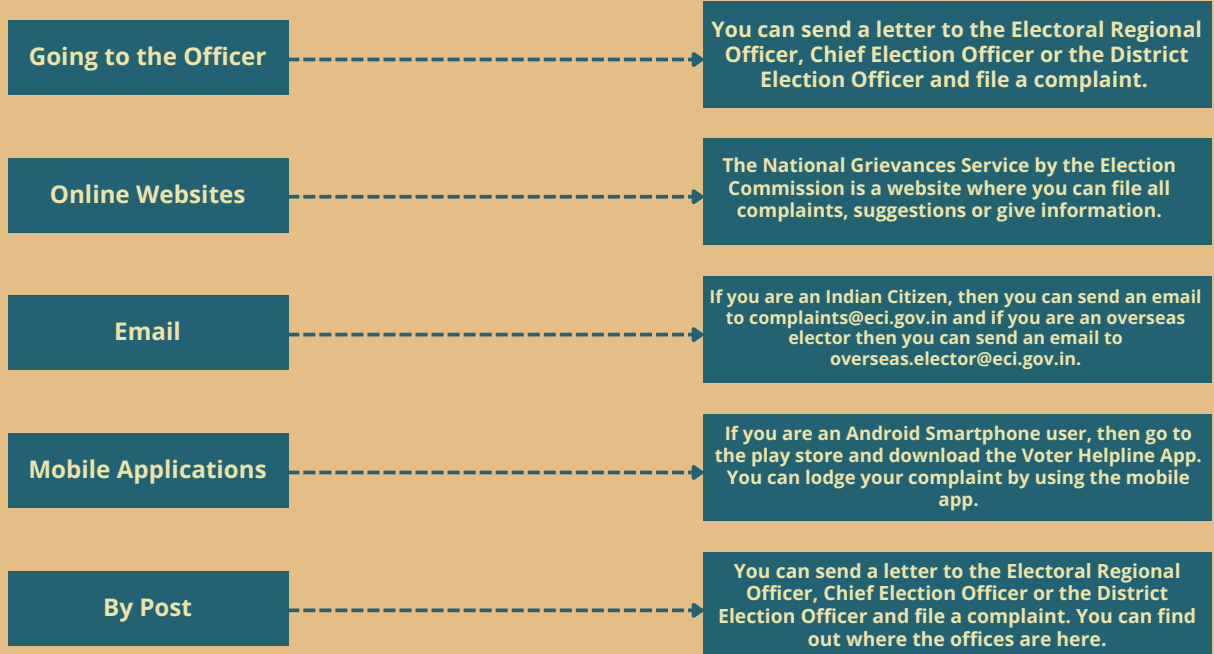 Going to the Officer
You can send a letter to the Electoral Regional
Officer, Chief Election Officer or the District
Election Officer and file a complaint.
Online Websites
The National Grievances Service by the Election
Commission is a website where you can file all
complaints, suggestions or give information.
Email
If you are an Indian Citizen, then you can send an email
to complaints@eci.gov.in and if you are an overseas
elector then you can send an email to
overseas.elector@eci.gov.in.
Mobile Applications
If you are an Android Smartphone user, then go to
the play store and download the Voter Helpline App.
You can lodge your complaint by using the mobile
app.
By Post
You can send a letter to the Electoral Regional
Officer, Chief Election Officer or the District
Election Officer and file a complaint. You can find
out where the offices are here.